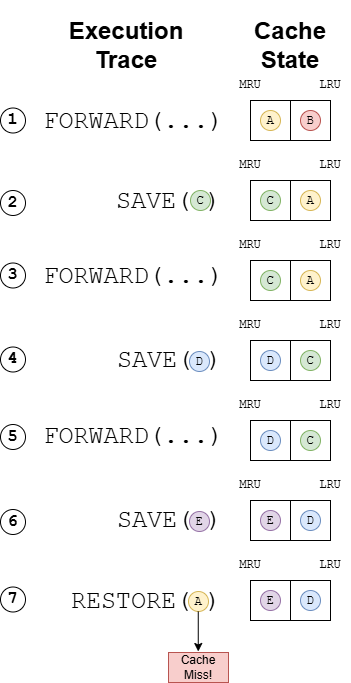 Execution Trace
Cache State
MRU LRU
1 FORWARD(...) A B
MRU LRU
2 SAVE(C) C A
MRU LRU
3 FORWARD(...) C A
MRU LRU
4 SAVE(D) D C
MRU LRU
5 FORWARD(...) D C
MRU LRU
6 SAVE(E) E D
MRU LRU
7 RESTORE(A) E D
Cache
Miss!